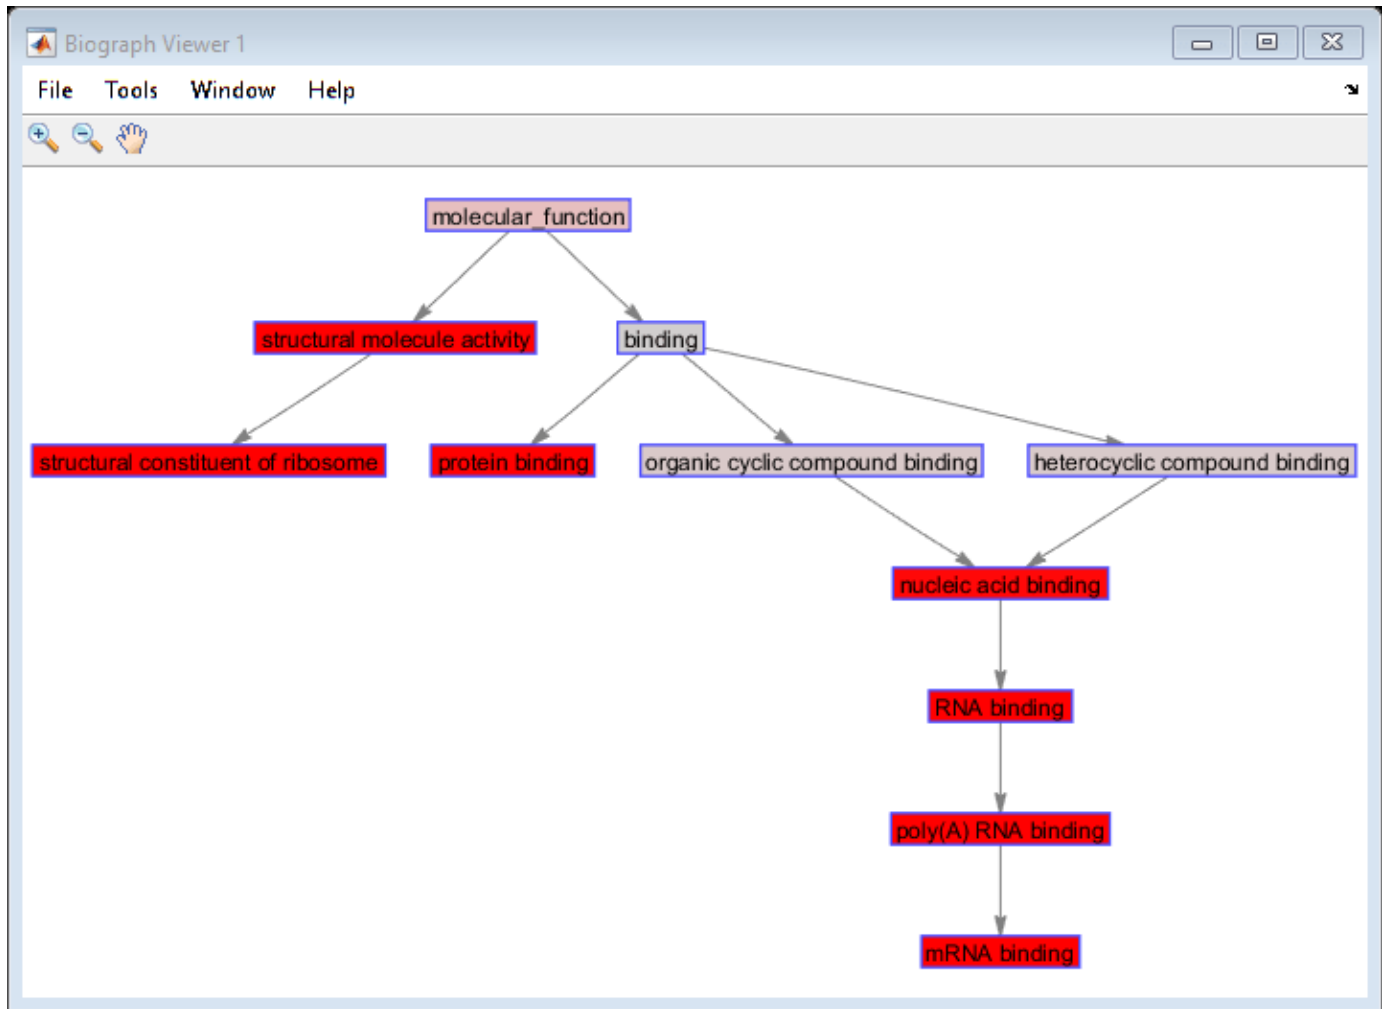 Biograph Viewer 1
File Tools Window Help
molecular_function
structural molecule activity binding
structural constituent of ribosome protein binding organic cyclic compound binding heterocyclic compound binding
nucleic acid binding
RNA binding
poly(A) RNA binding
mRNA binding